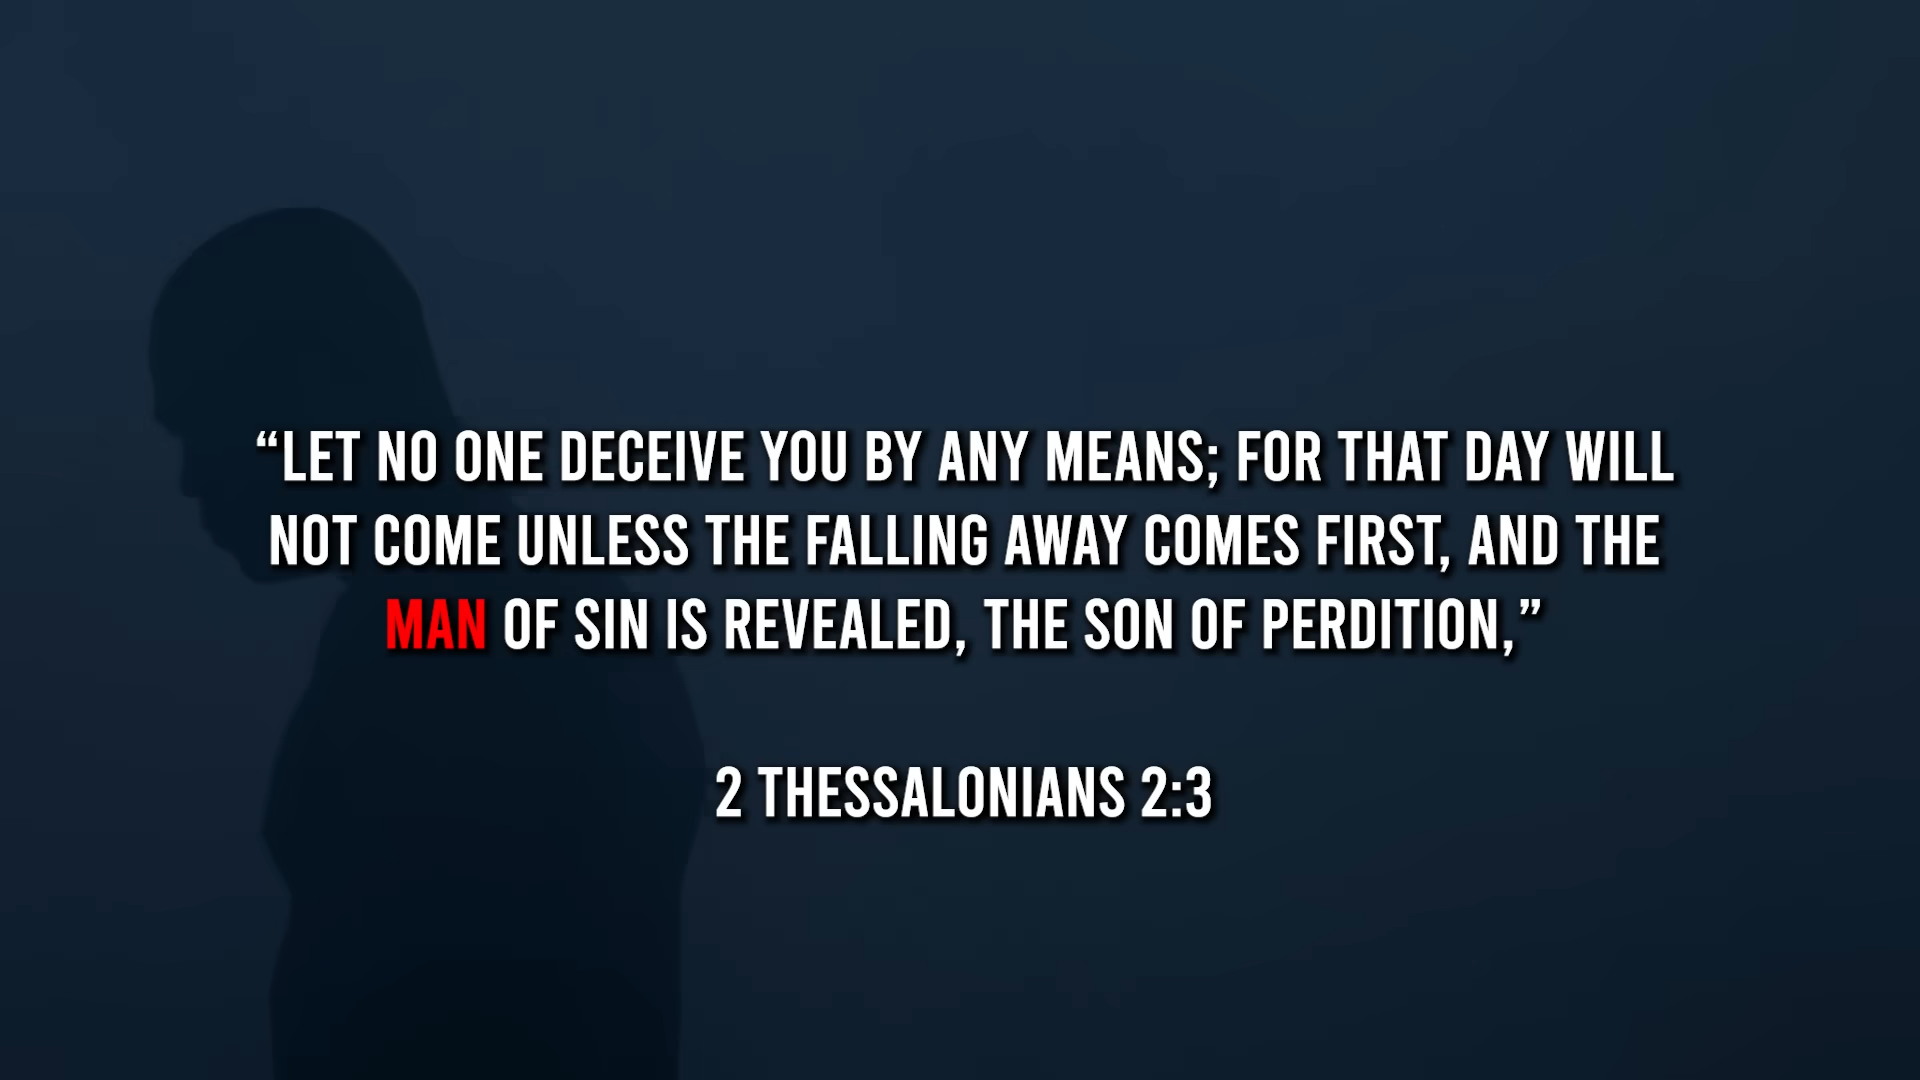 “LET NO ONE DECEIVE YOU BY ANY MEANS; FOR THAT DAY WILL
NOT COME UNLESS THE FALLING AWAY COMES FIRST, AND THE
MAN OF SIN IS REVEALED, THE SON OF PERDITION,”
2 THESSALONIANS 2:3